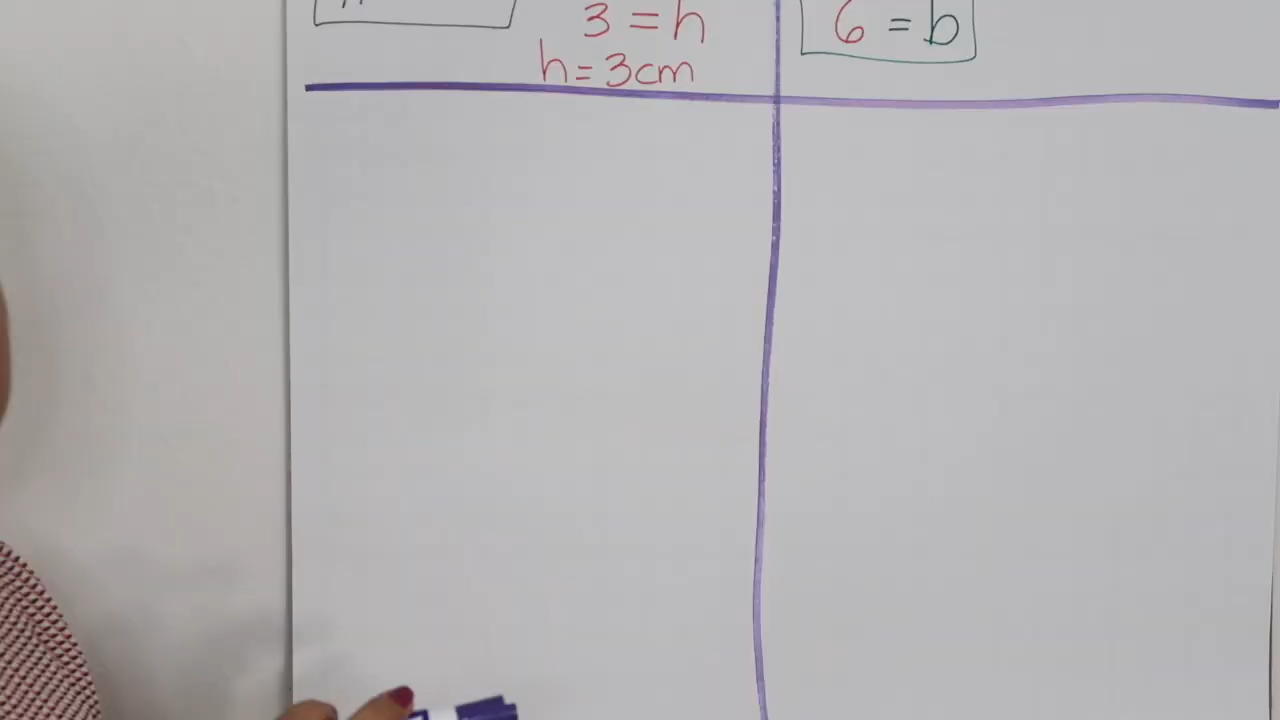 3 = h
h = 3cm
6 = b